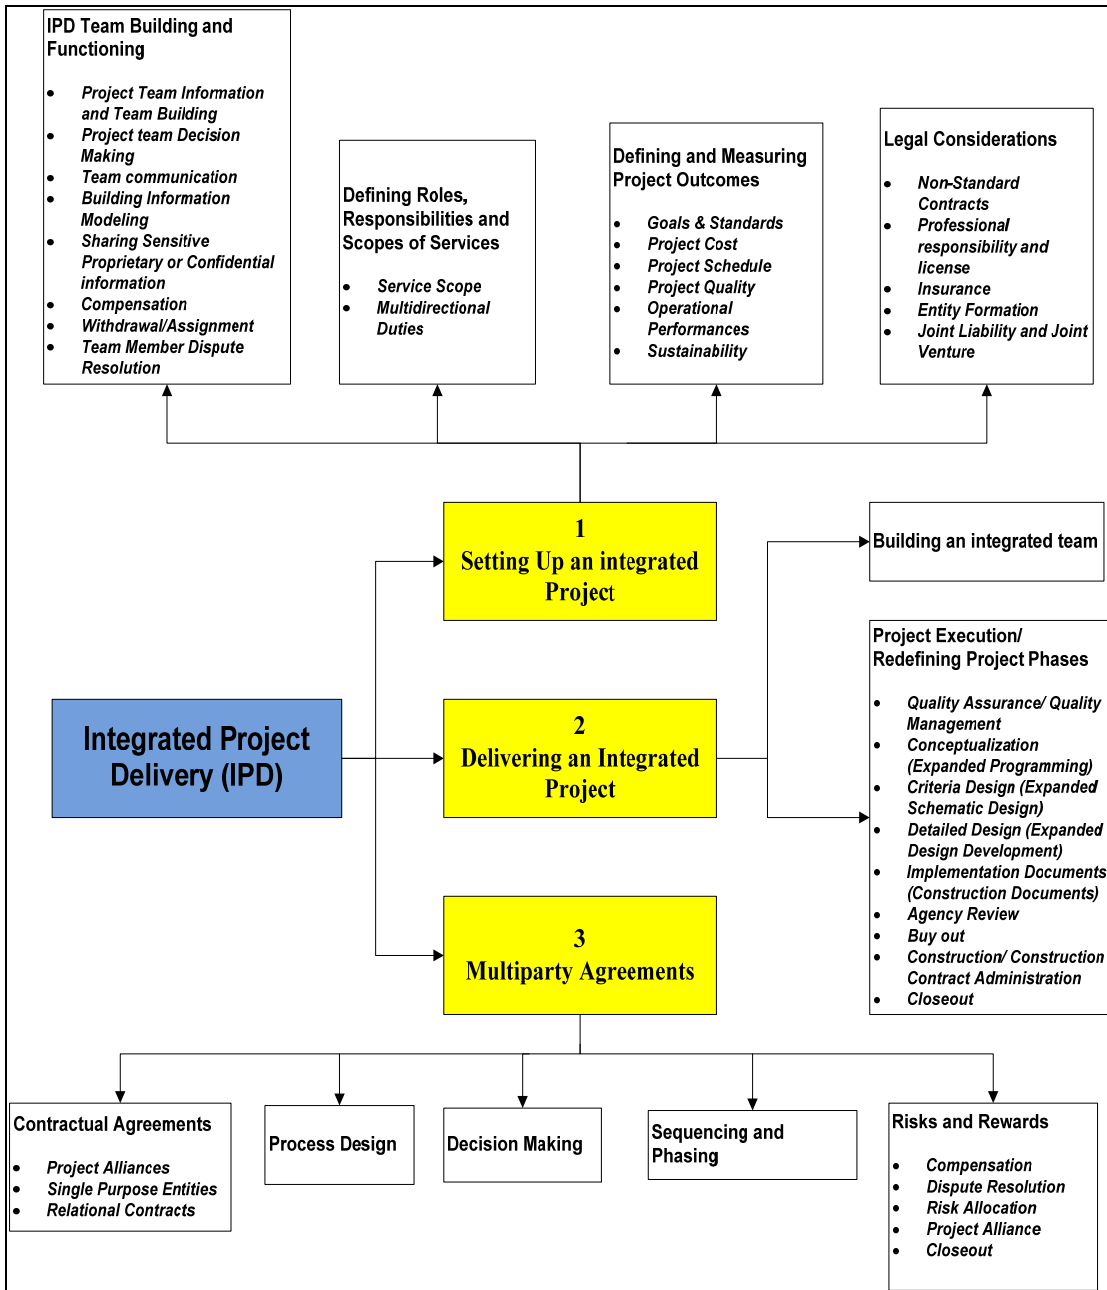 IPD Team Building and
Functioning
• Project Team Information
and Team Building
• Project team Decision
Making
• Team communication
• Building Information
Modeling
• Sharing Sensitive
Proprietary or Confidential
information
• Compensation
• Withdrawal/Assignment
• Team Member Dispute
Resolution
Defining Roles,
Responsibilities and
Scopes of Services
• Service Scope
• Multidirectional
Duties
Defining and Measuring
Project Outcomes
• Goals & Standards
• Project Cost
• Project Schedule
• Project Quality
• Operational
Performances
• Sustainability
Legal Considerations
• Non-Standard
Contracts
• Professional
responsibility and
license
• Insurance
• Entity Formation
• Joint Liability and Joint
Venture
1
Setting Up an integrated
Project
Building an integrated team
Integrated Project
Delivery (IPD)
2
Delivering an Integrated
Project
Project Execution/
Redefining Project Phases
• Quality Assurance/ Quality
Management
• Conceptualization
(Expanded Programming)
• Criteria Design (Expanded
Schematic Design)
• Detailed Design (Expanded
Design Development)
• Implementation Documents
(Construction Documents)
• Agency Review
• Buy out
• Construction/ Construction
Contract Administration
• Closeout
3
Multiparty Agreements
Contractual Agreements
• Project Alliances
• Single Purpose Entities
• Relational Contracts
Process Design
Decision Making
Sequencing and
Phasing
Risks and Rewards
• Compensation
• Dispute Resolution
• Risk Allocation
• Project Alliance
• Closeout